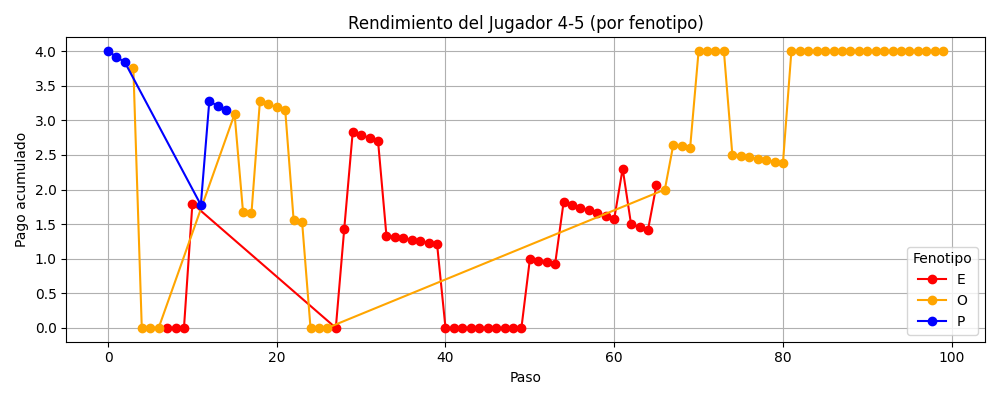 Rendimiento del Jugador 4-5 (por fenotipo)
Pago acumulado
4.0
3.5
3.0
2.5
2.0
1.5
1.0
0.5
0.0
0 20 40 60 80 100
Paso
Fenotipo
E
O
P